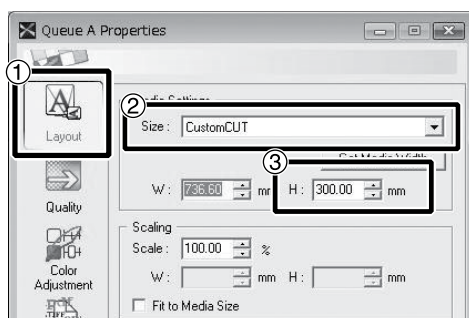 Queue A Properties
①
Layout
②
Size : CustomCUT
③
W : 736.60 mm H : 300.00 mm
Quality
Scaling
Scale : 100.00 %
W : mm H : mm
Color
Adjustment
Fit to Media Size